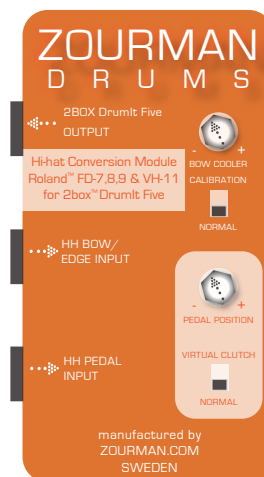 ZOURMAN
DRUMS
2BOX DrumIt Five
OUTPUT
- +
BOW COOLER
CALIBRATION
NORMAL
Hi-hat Conversion Module
Roland™ FD-7,8,9 & VH-11
for 2box™ DrumIt Five
HH BOW/
EDGE INPUT
- +
PEDAL POSITION
VIRTUAL CLUTCH
NORMAL
HH PEDAL
INPUT
manufactured by
ZOURMAN.COM
SWEDEN